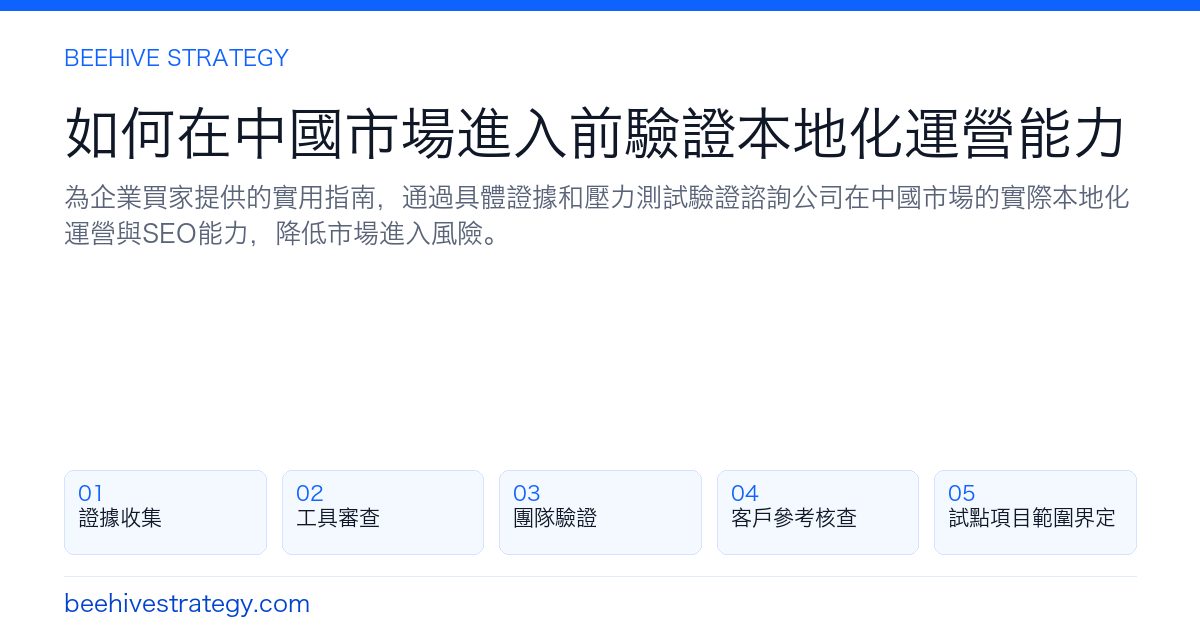 BEEHIVE STRATEGY
如何在中國市場進入前驗證本地化運營能力
為企業買家提供的實用指南，通過具體證據和壓力測試驗證諮詢公司在中國市場的實際本地化
運營與SEO能力，降低市場進入風險。
01
證據收集
02
工具審查
03
團隊驗證
04
客戶參考核查
05
試點項目範圍界定
beehivestrategy.com